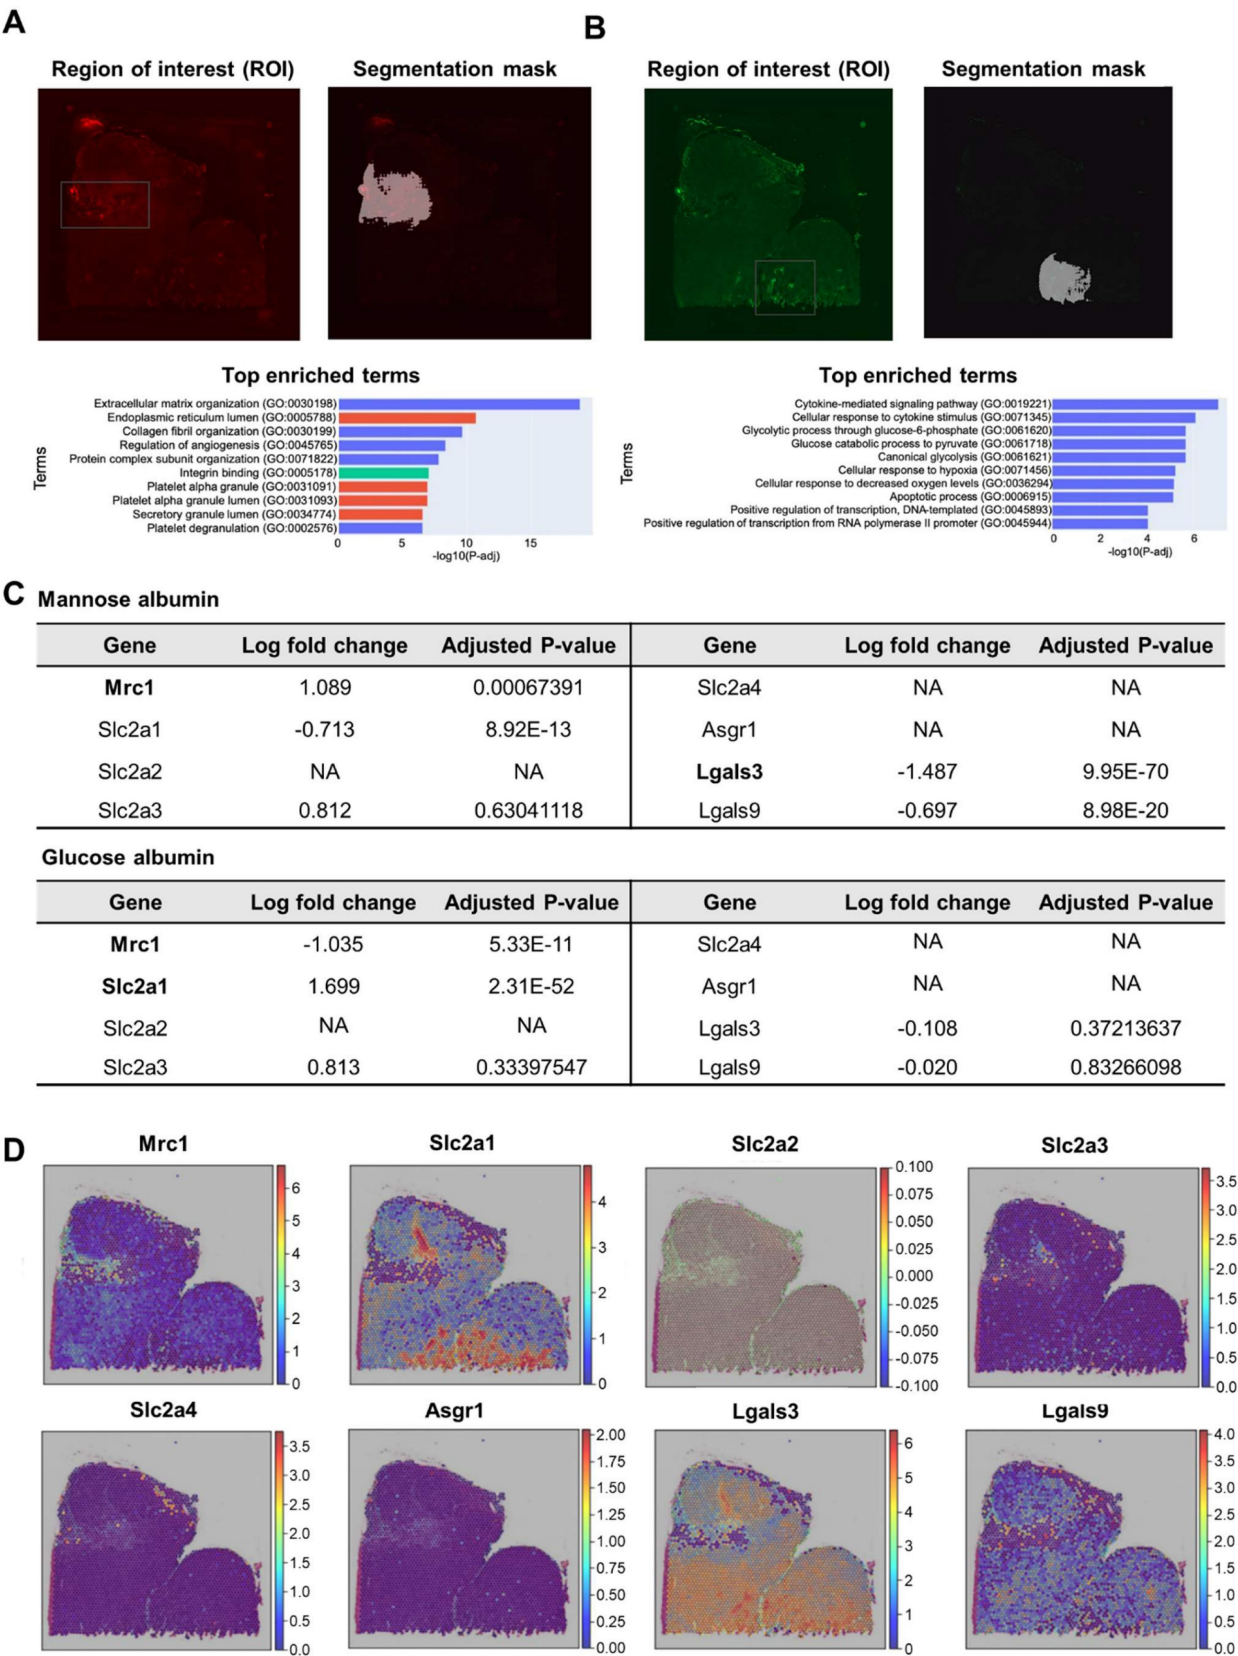 A
B
Region of interest (ROI)
Segmentation mask
Region of interest (ROI)
Segmentation mask
Top enriched terms
Terms
Extracellular matrix organization (GO:0030198)
Endoplasmic reticulum lumen (GO:0005788)
Collagen fibril organization (GO:0030199)
Regulation of angiogenesis (GO:0045765)
Protein complex subunit organization (GO:0071822)
Integrin binding (GO:0005178)
Platelet alpha granule (GO:0031091)
Platelet alpha granule lumen (GO:0031093)
Secretory granule lumen (GO:0034774)
Platelet degranulation (GO:0002576)
0 5 10 15
-log10(P-adj)
Top enriched terms
Terms
Cytokine-mediated signaling pathway (GO:0019221)
Cellular response to cytokine stimulus (GO:0071345)
Glycolytic process through glucose-6-phosphate (GO:0061620)
Glucose catabolic process to pyruvate (GO:0061718)
Canonical glycolysis (GO:0061621)
Cellular response to hypoxia (GO:0071456)
Cellular response to decreased oxygen levels (GO:0036294)
Apoptotic process (GO:0006915)
Positive regulation of transcription, DNA-templated (GO:0045893)
Positive regulation of transcription from RNA polymerase II promoter (GO:0045944)
0 2 4 6
-log10(P-adj)
C
Mannose albumin
Gene Log fold change Adjusted P-value Gene Log fold change Adjusted P-value
Mrc1 1.089 0.00067391 Slc2a4 NA NA
Slc2a1 -0.713 8.92E-13 Asgr1 NA NA
Slc2a2 NA NA Lgals3 -1.487 9.95E-70
Slc2a3 0.812 0.63041118 Lgals9 -0.697 8.98E-20
Glucose albumin
Gene Log fold change Adjusted P-value Gene Log fold change Adjusted P-value
Mrc1 -1.035 5.33E-11 Slc2a4 NA NA
Slc2a1 1.699 2.31E-52 Asgr1 NA NA
Slc2a2 NA NA Lgals3 -0.108 0.37213637
Slc2a3 0.813 0.33397547 Lgals9 -0.020 0.83266098
D
Mrc1
6
5
4
3
2
1
0
Slc2a1
4
3
2
1
0
Slc2a2
0.100
0.075
0.050
0.025
0.000
-0.025
-0.050
-0.075
-0.100
Slc2a3
3.5
3.0
2.5
2.0
1.5
1.0
0.5
0.0
Slc2a4
3.5
3.0
2.5
2.0
1.5
1.0
0.5
0.0
Asgr1
2.00
1.75
1.50
1.25
1.00
0.75
0.50
0.25
0.00
Lgals3
6
5
4
3
2
1
0
Lgals9
4.0
3.5
3.0
2.5
2.0
1.5
1.0
0.5
0.0